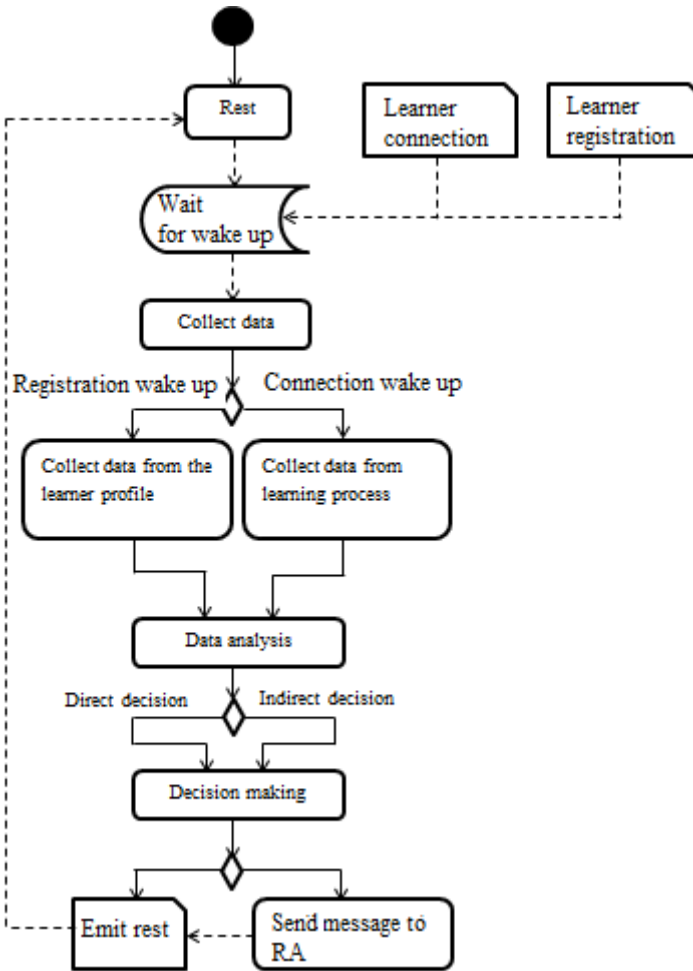 Rest
Learner
connection
Learner
registration
Wait
for wake up
Collect data
Registration wake up
Connection wake up
Collect data from the
learner profile
Collect data from
learning process
Data analysis
Direct decision
Indirect decision
Decision making
Emit rest
Send message to
RA